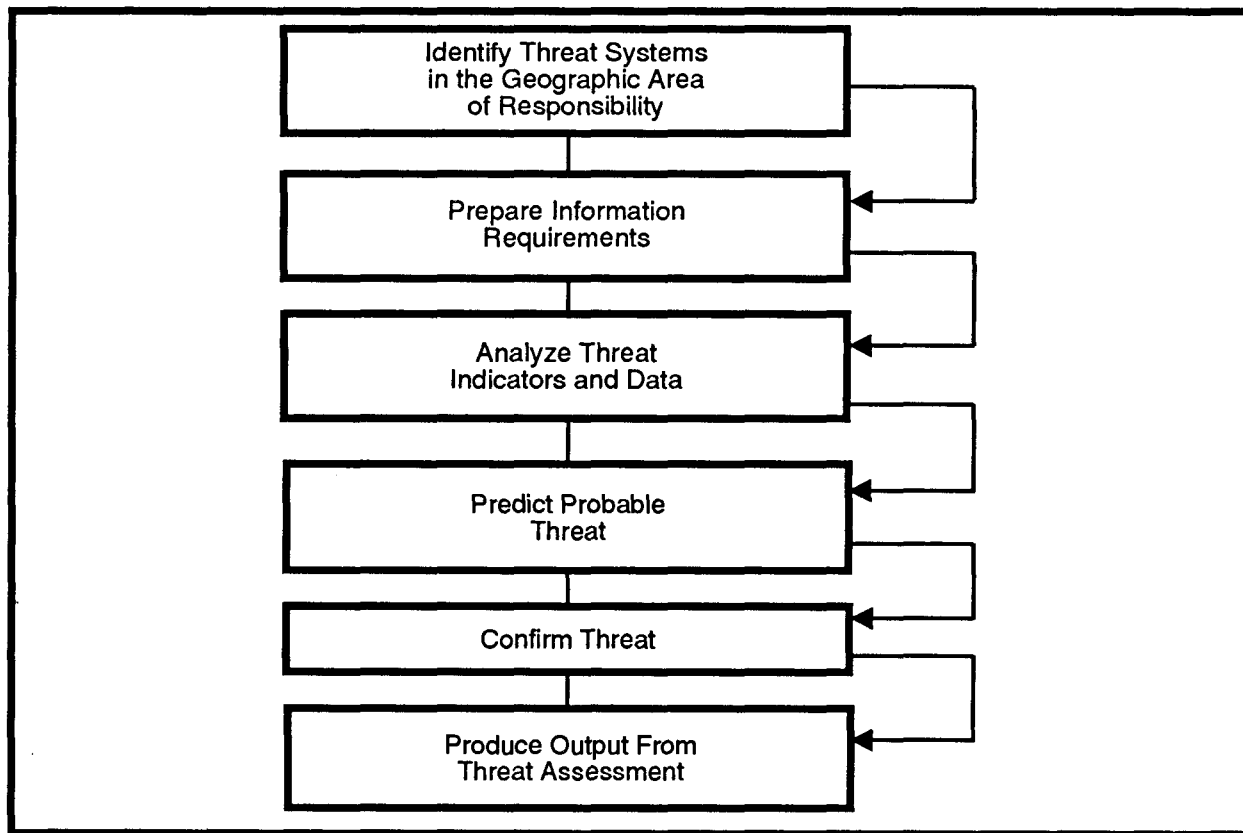 Identify Threat Systems
in the Geographic Area
of Responsibility
Prepare Information
Requirements
Analyze Threat
Indicators and Data
Predict Probable
Threat
Confirm Threat
Produce Output From
Threat Assessment